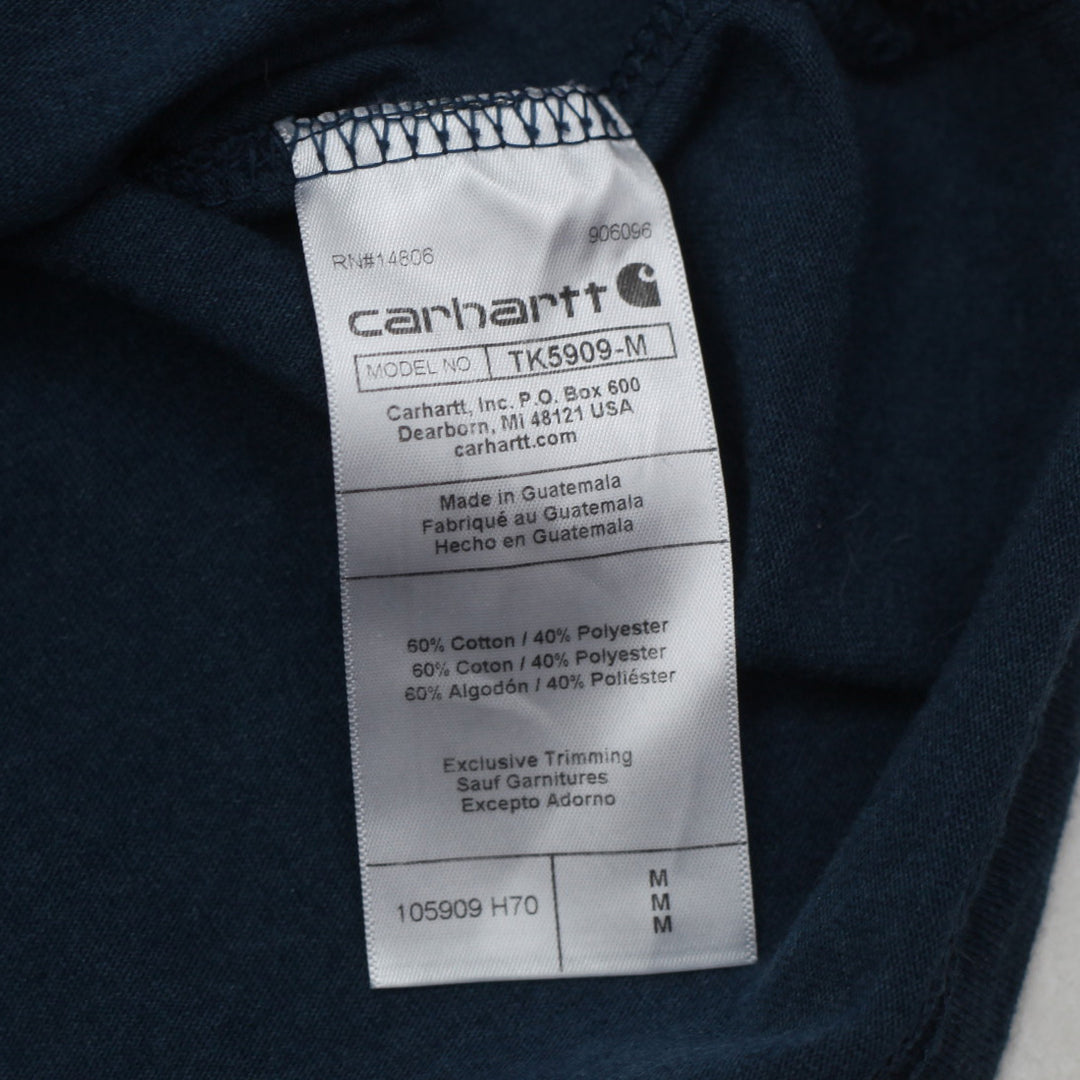 RN#14806 906096
carhartt
MODEL NO TK5909-M
Carhartt, Inc. P.O. Box 600
Dearborn, Mi 48121 USA
carhartt.com
Made in Guatemala
Fabriqué au Guatemala
Hecho en Guatemala
60% Cotton / 40% Polyester
60% Coton / 40% Polyester
60% Algodón / 40% Poliéster
Exclusive Trimming
Sauf Garnitures
Excepto Adorno
105909 H70
M
M
M